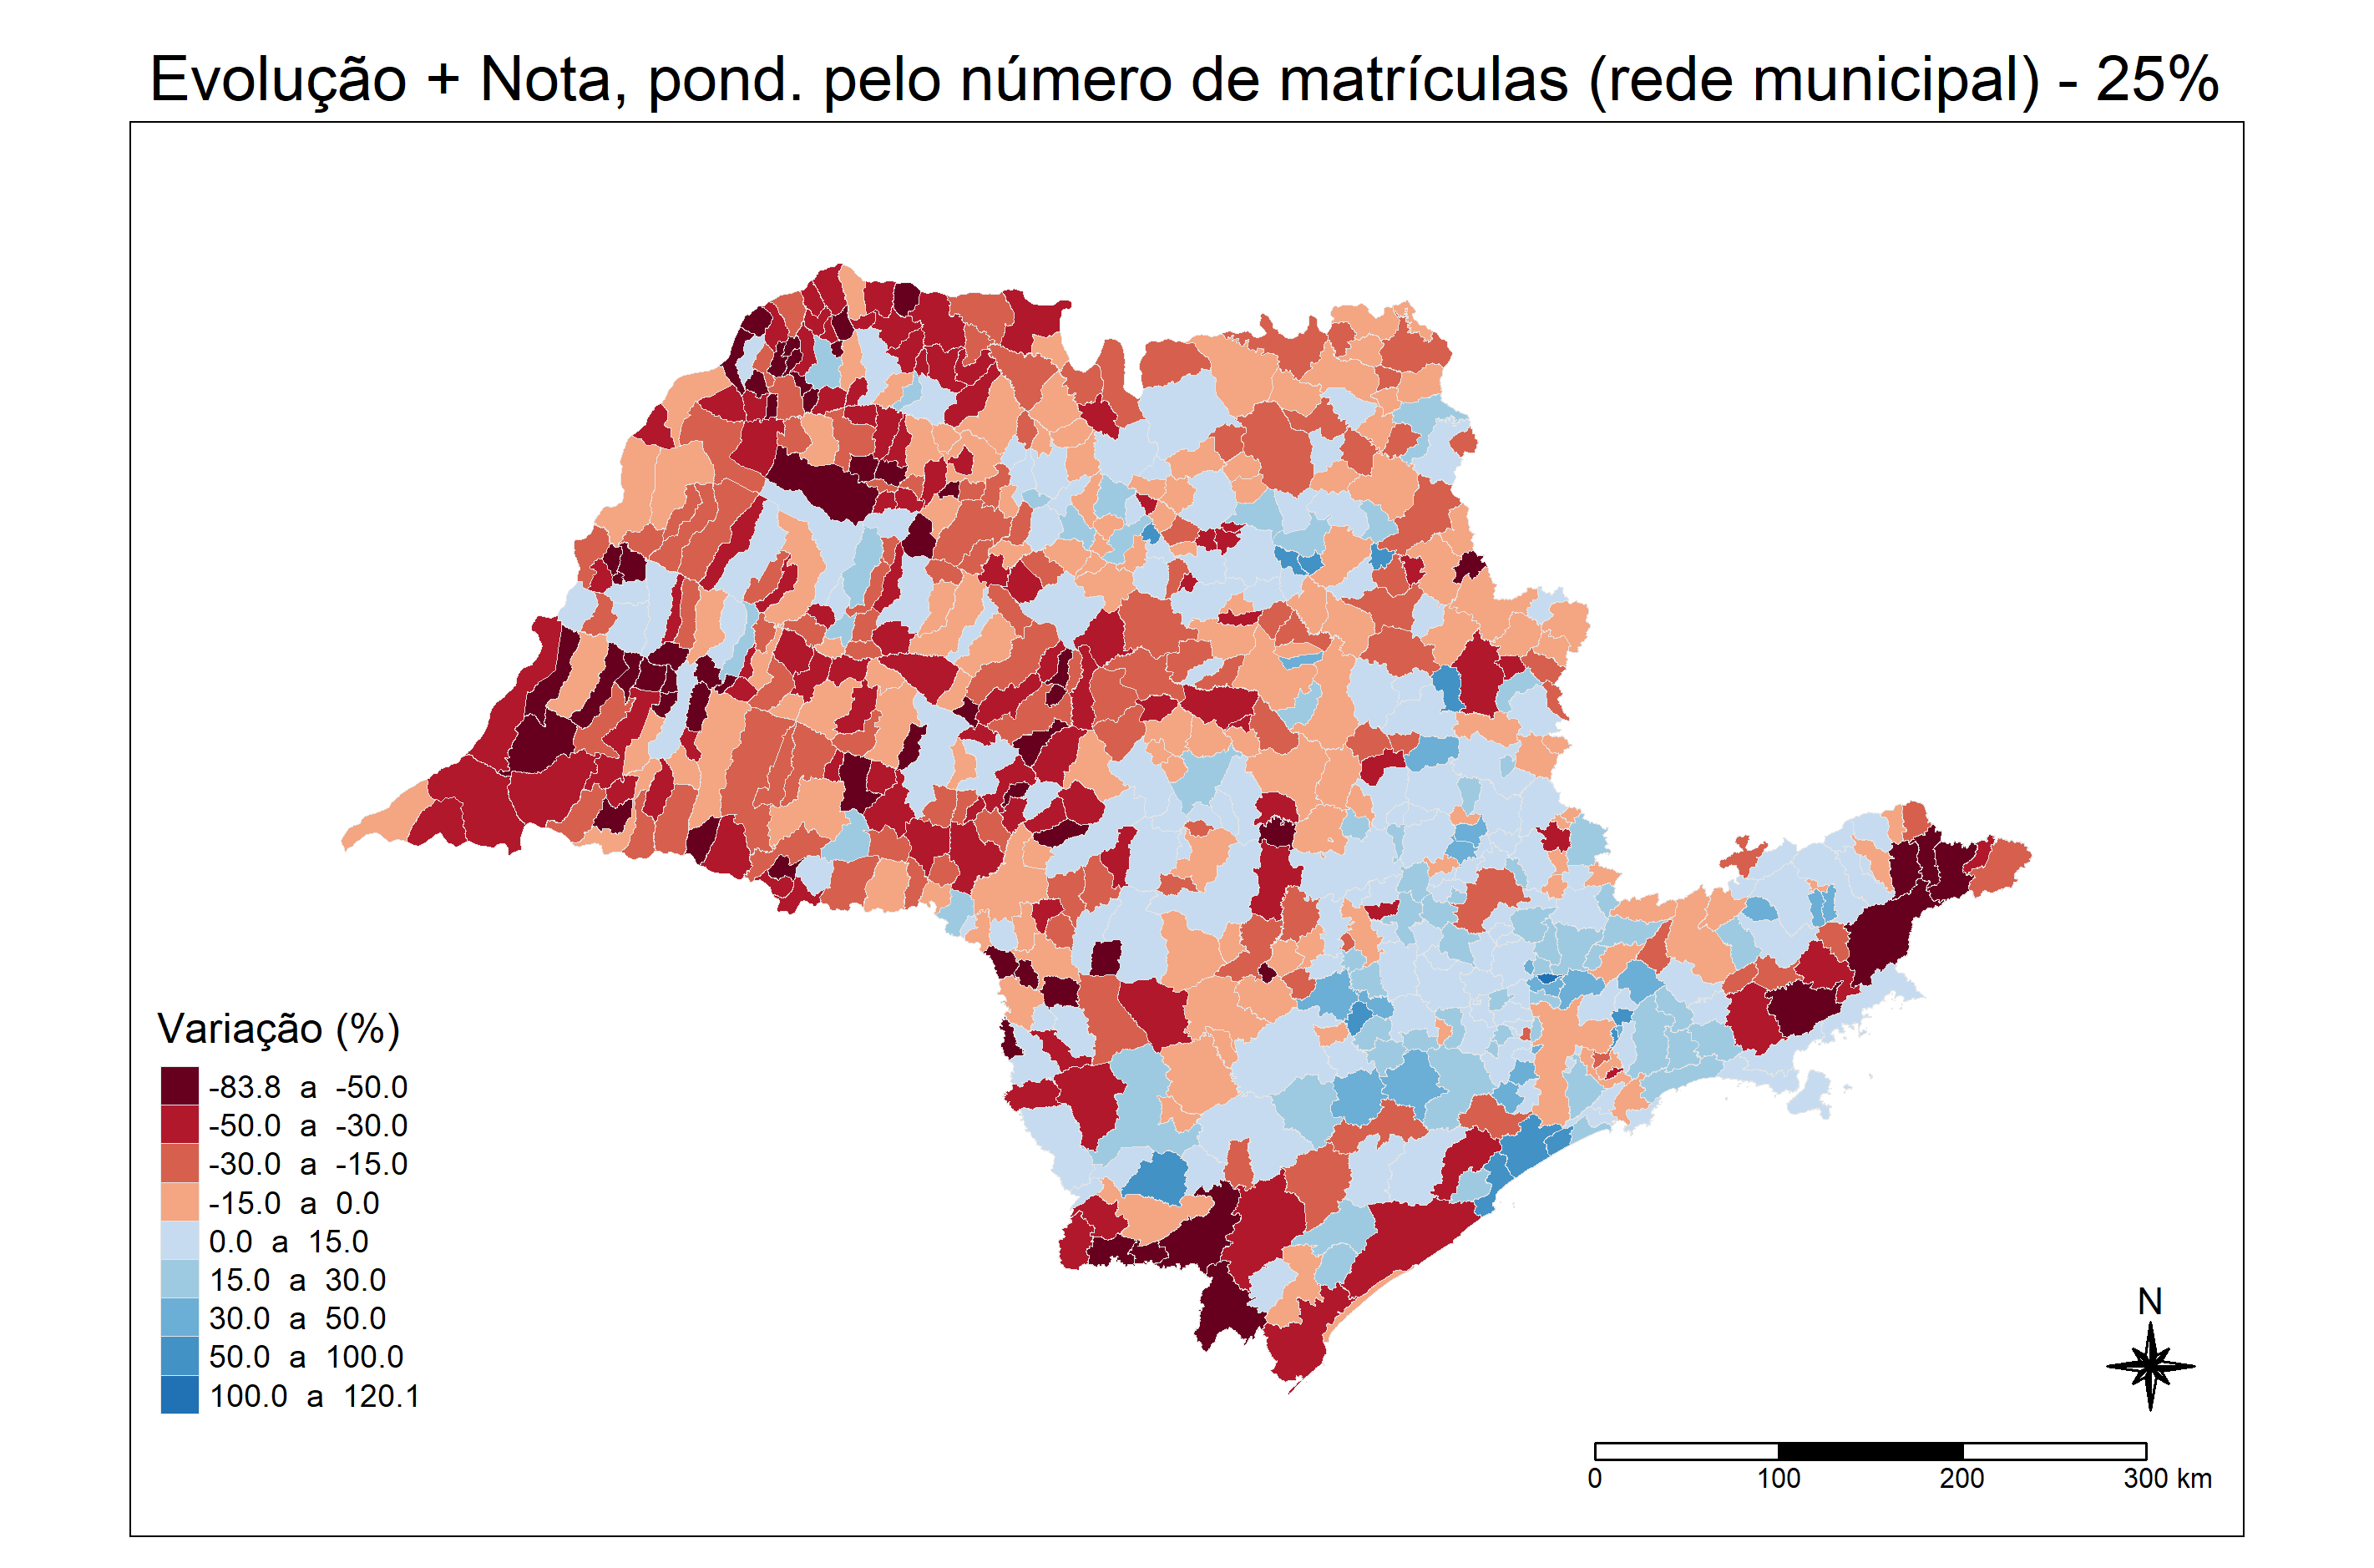 Evolução + Nota, pond. pelo número de matrículas (rede municipal) - 25%
Variação (%)
-83.8 a -50.0
-50.0 a -30.0
-30.0 a -15.0
-15.0 a 0.0
0.0 a 15.0
15.0 a 30.0
30.0 a 50.0
50.0 a 100.0
100.0 a 120.1
N
0 100 200 300 km